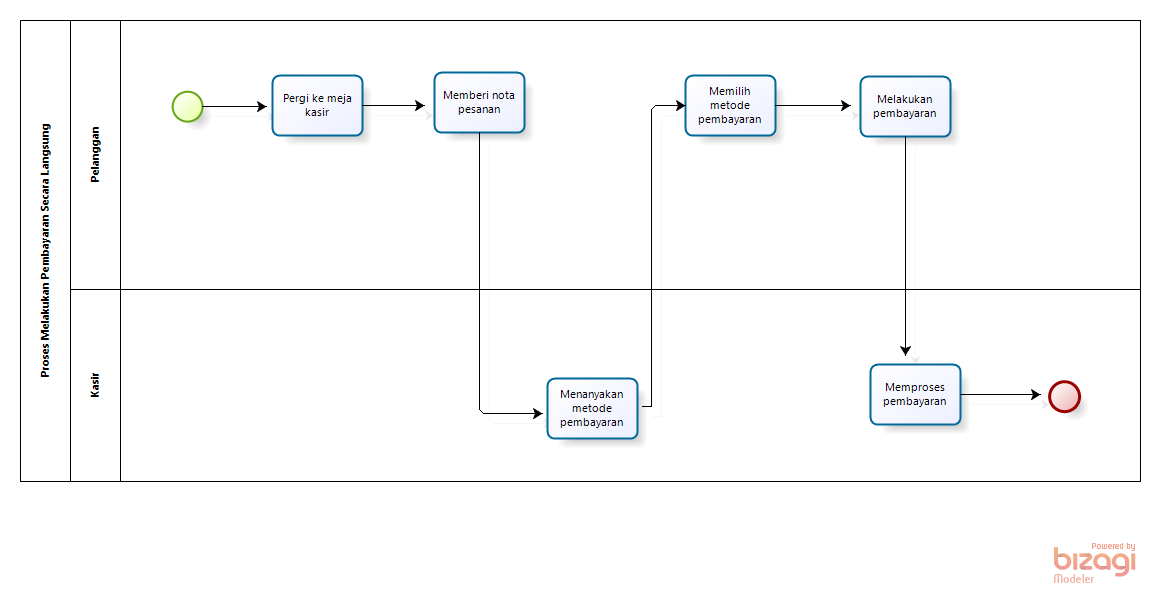 Proses Melakukan Pembayaran Secara Langsung
Pelanggan
Pergi ke meja
kasir
Memberi nota
pesanan
Memilih
metode
pembayaran
Melakukan
pembayaran
Kasir
Menanyakan
metode
pembayaran
Memproses
pembayaran
Powered by
bizagi
Modeler